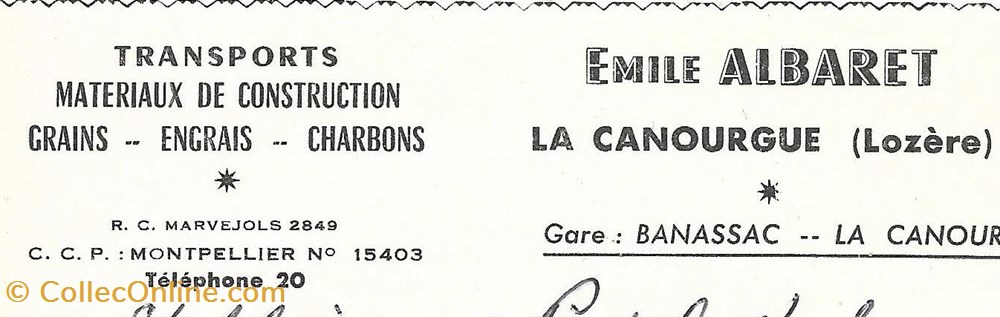 TRANSPORTS
MATERIAUX DE CONSTRUCTION
GRAINS -- ENGRAIS -- CHARBONS
R. C. MARVEJOLS 2849
C. C. P. : MONTPELLIER No 15403
Téléphone 20
EMILE ALBARET
LA CANOURGUE (Lozère)
Gare : BANASSAC -- LA CANOUR
© CollecOnline.com